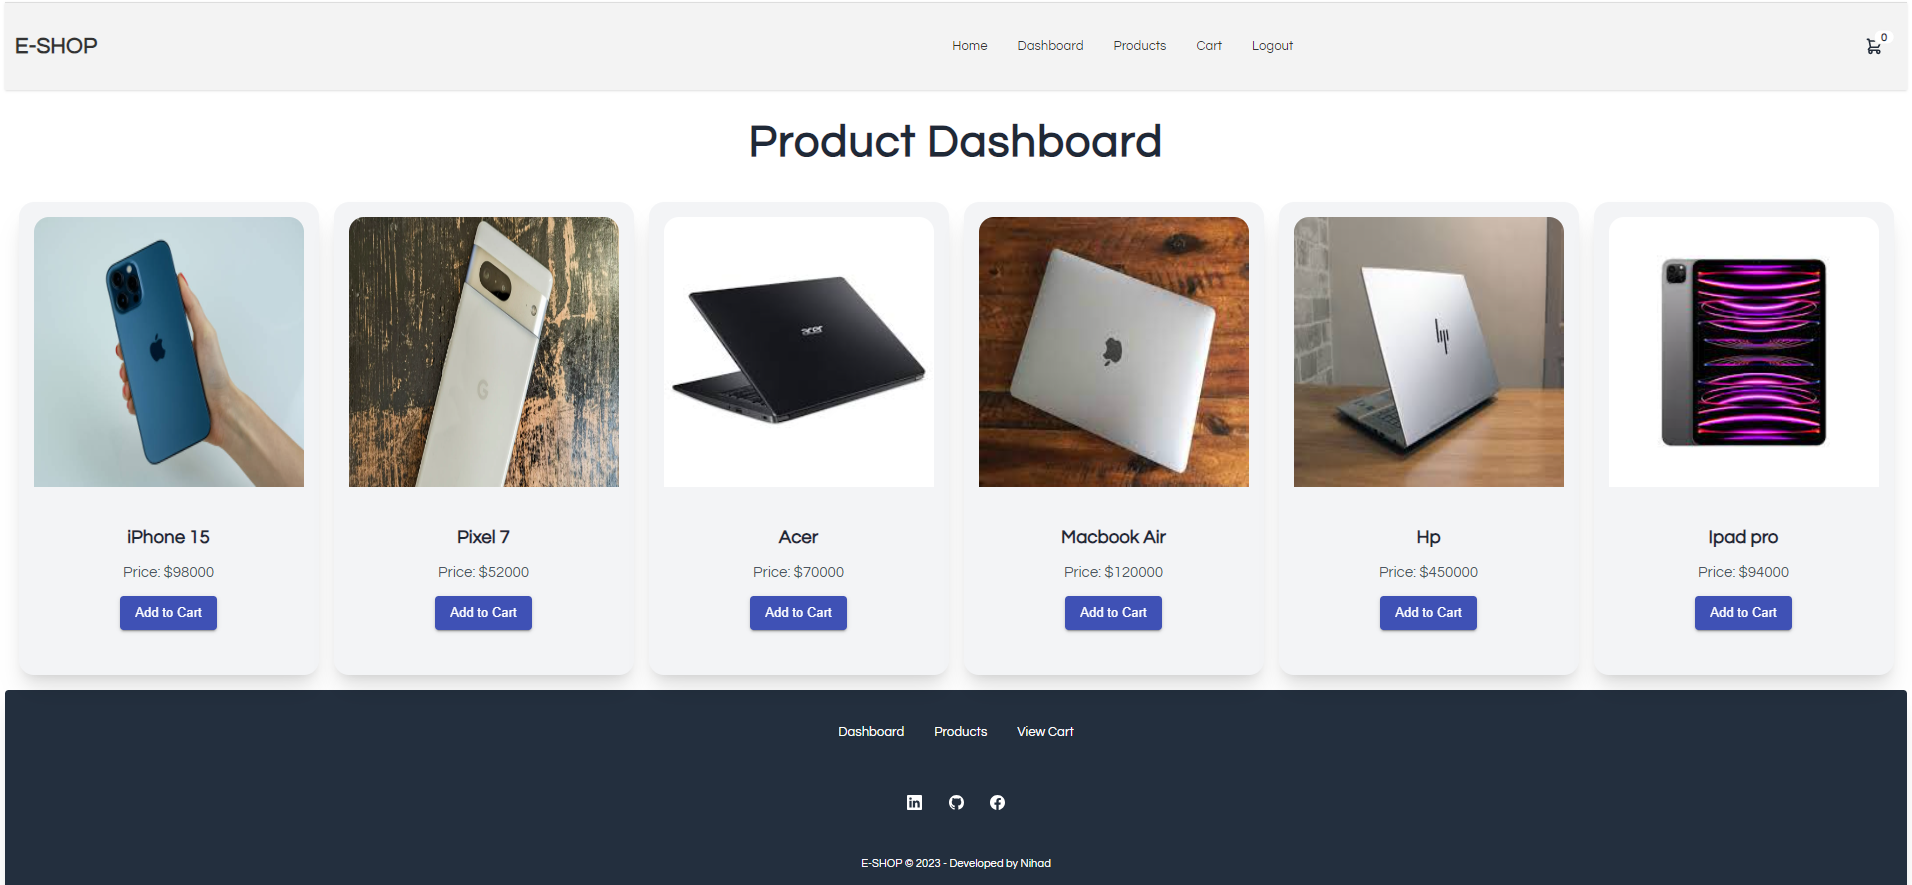 E-SHOP
Home Dashboard Products Cart Logout
0
Product Dashboard
acer
hp
G
iPhone 15
Price: $98000
Add to Cart
Pixel 7
Price: $52000
Add to Cart
Acer
Price: $70000
Add to Cart
Macbook Air
Price: $120000
Add to Cart
Hp
Price: $450000
Add to Cart
Ipad pro
Price: $94000
Add to Cart
Dashboard Products View Cart
in
E-SHOP © 2023 - Developed by Nihad